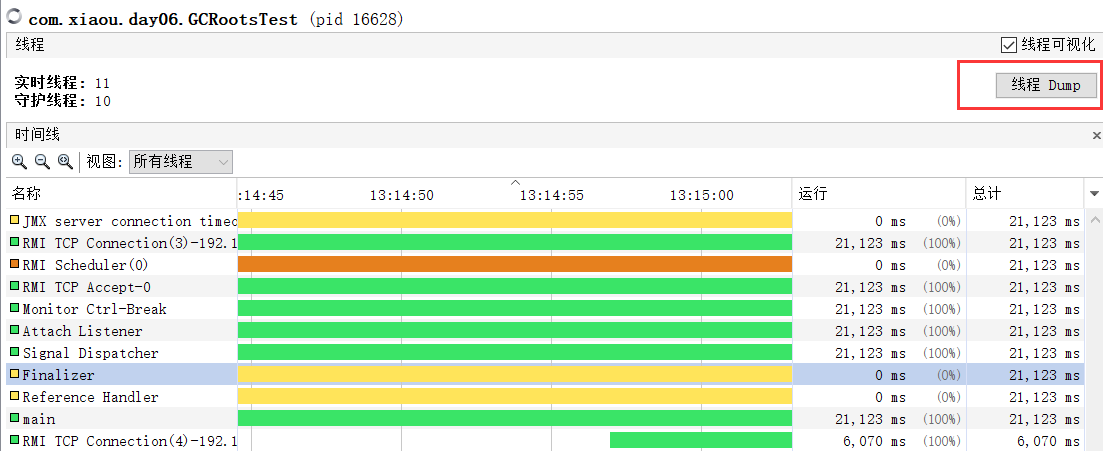 com.xiaou.day06.GCRootsTest (pid 16628)
线程 线程可视化
实时线程: 11
守护线程: 10
线程 Dump
时间线 ×
视图: 所有线程
名称 :14:45 13:14:50 13:14:55 13:15:00 运行 总计
JMX server connection timeo 0 ms (0%) 21,123 ms
RMI TCP Connection(3)-192.1 21,123 ms (100%) 21,123 ms
RMI Scheduler(0) 0 ms (0%) 21,123 ms
RMI TCP Accept-0 21,123 ms (100%) 21,123 ms
Monitor Ctrl-Break 21,123 ms (100%) 21,123 ms
Attach Listener 21,123 ms (100%) 21,123 ms
Signal Dispatcher 21,123 ms (100%) 21,123 ms
Finalizer 0 ms (0%) 21,123 ms
Reference Handler 0 ms (0%) 21,123 ms
main 21,123 ms (100%) 21,123 ms
RMI TCP Connection(4)-192.1 6,070 ms (100%) 6,070 ms